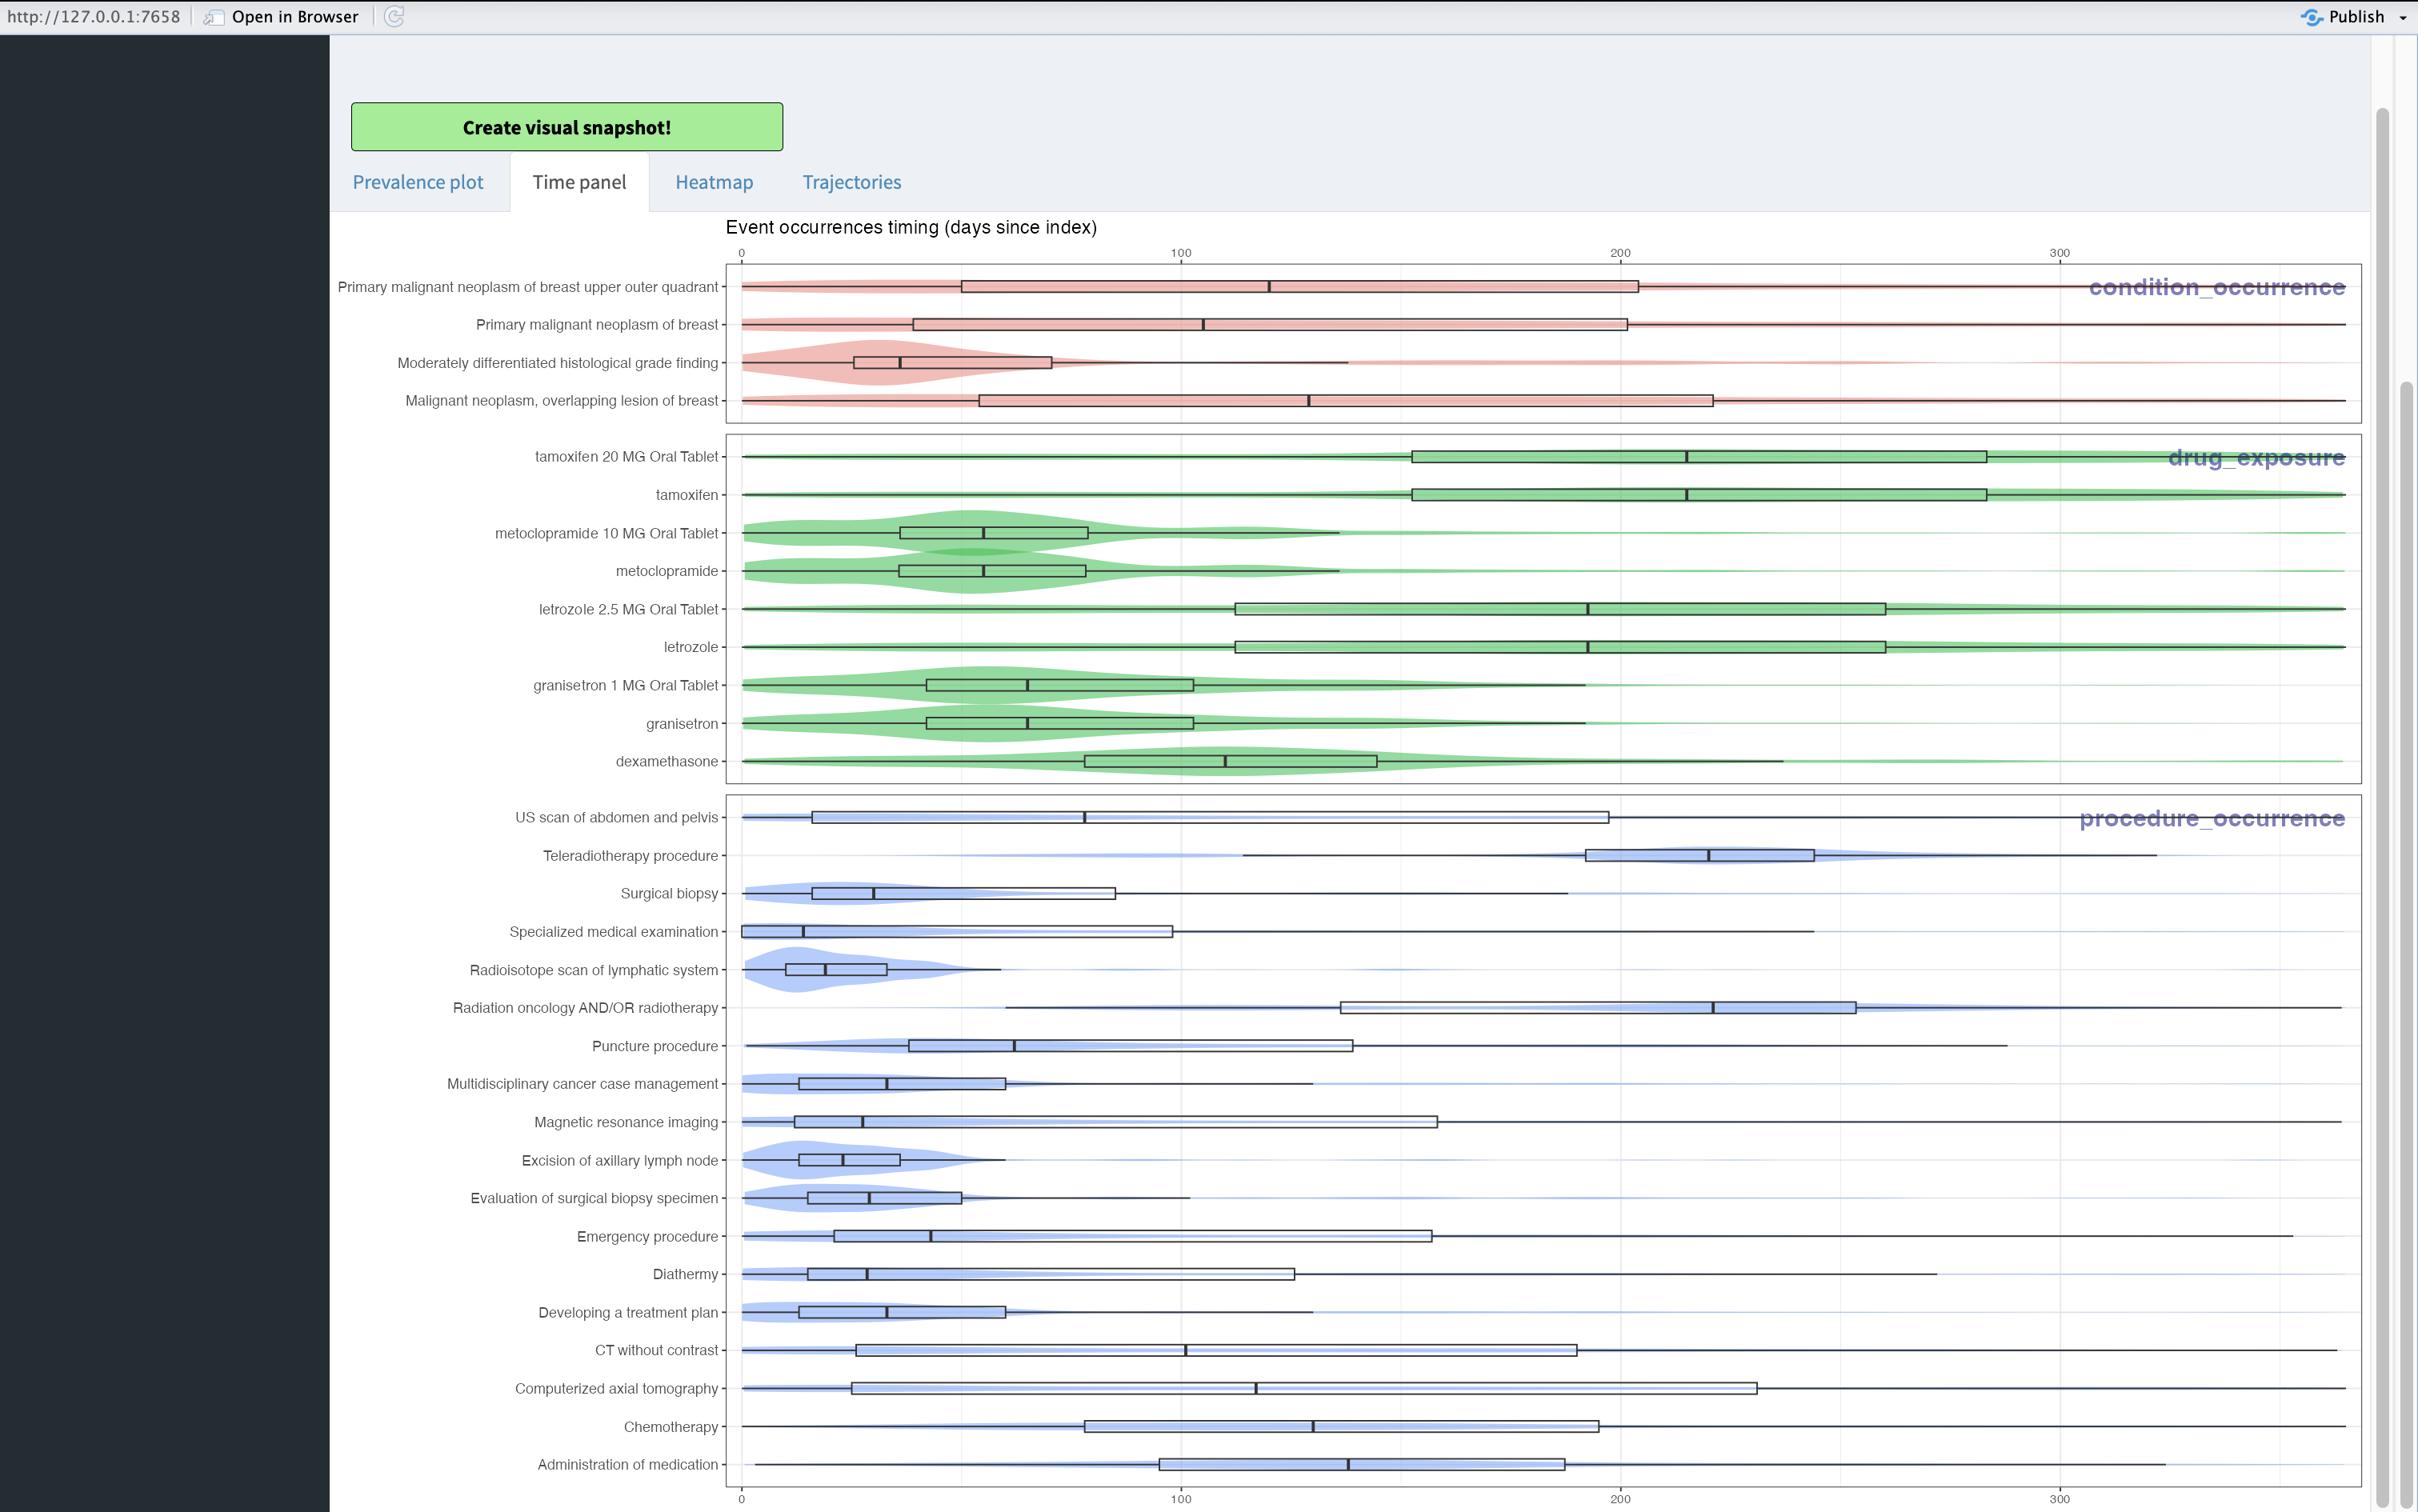 http://127.0.0.1:7658 Open in Browser Publish
Create visual snapshot!
Prevalence plot Time panel Heatmap Trajectories
Event occurrences timing (days since index)
0 100 200 300
Primary malignant neoplasm of breast upper outer quadrant condition_occurrence
Primary malignant neoplasm of breast
Moderately differentiated histological grade finding
Malignant neoplasm, overlapping lesion of breast
tamoxifen 20 MG Oral Tablet drug_exposure
tamoxifen
metoclopramide 10 MG Oral Tablet
metoclopramide
letrozole 2.5 MG Oral Tablet
letrozole
granisetron 1 MG Oral Tablet
granisetron
dexamethasone
US scan of abdomen and pelvis procedure_occurrence
Teleradiotherapy procedure
Surgical biopsy
Specialized medical examination
Radioisotope scan of lymphatic system
Radiation oncology AND/OR radiotherapy
Puncture procedure
Multidisciplinary cancer case management
Magnetic resonance imaging
Excision of axillary lymph node
Evaluation of surgical biopsy specimen
Emergency procedure
Diathermy
Developing a treatment plan
CT without contrast
Computerized axial tomography
Chemotherapy
Administration of medication
0 100 200 300